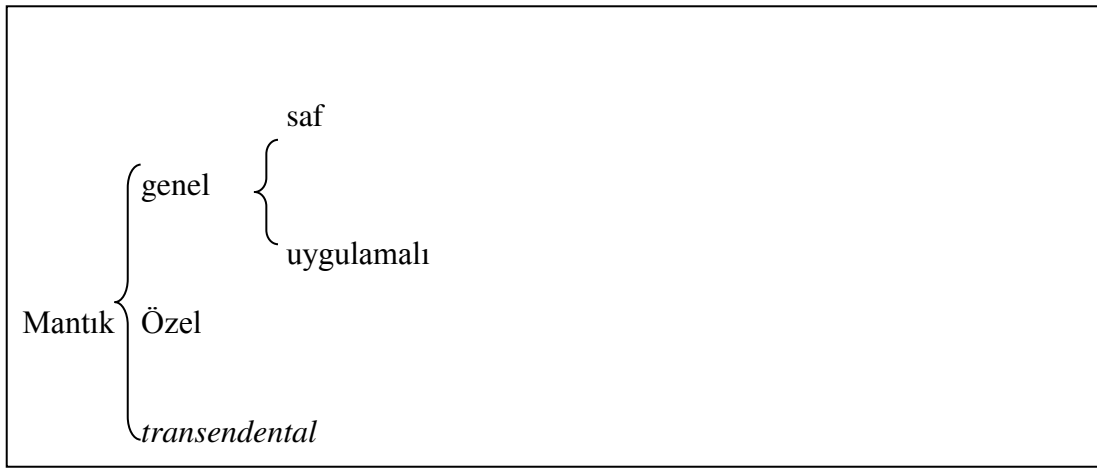 saf
genel
uygulamalı
Mantık Özel
transendental